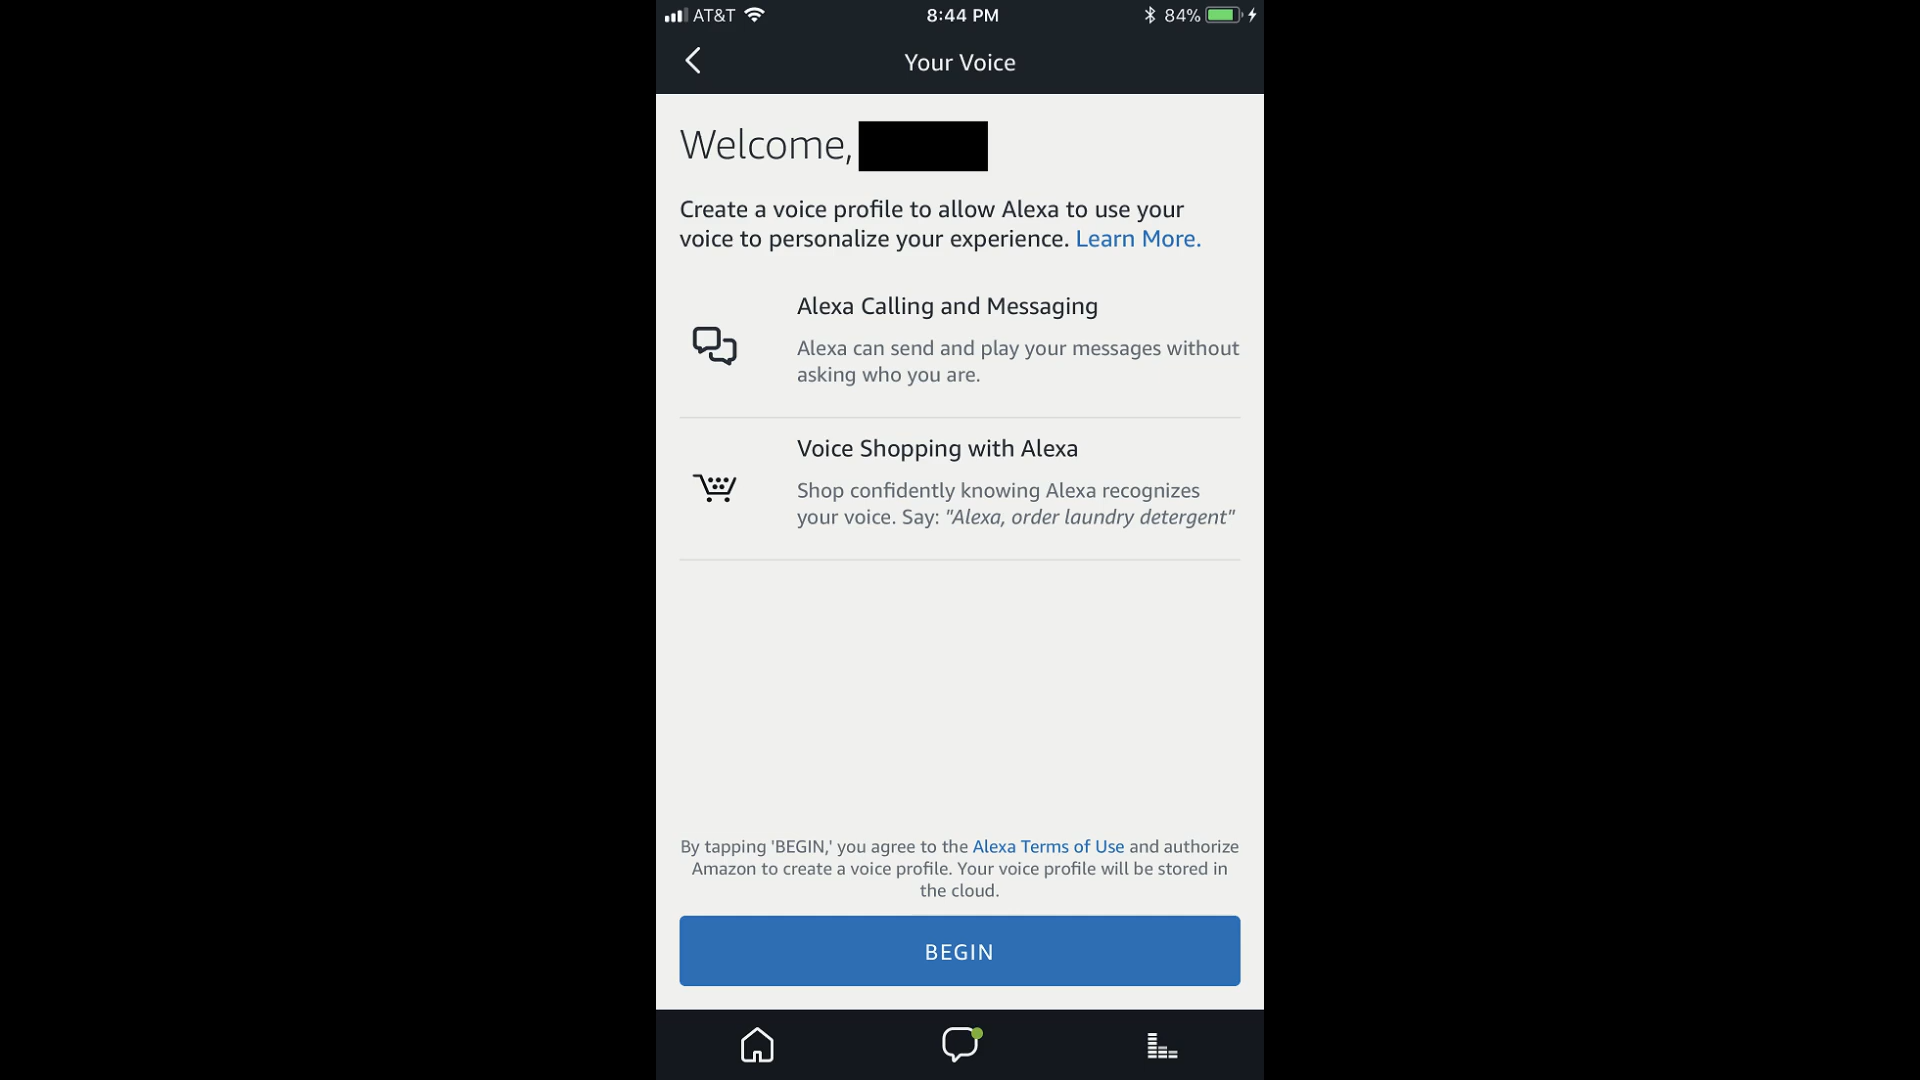 AT&T 8:44 PM 84%
Your Voice
Welcome,
Create a voice profile to allow Alexa to use your
voice to personalize your experience. Learn More.
Alexa Calling and Messaging
Alexa can send and play your messages without
asking who you are.
Voice Shopping with Alexa
Shop confidently knowing Alexa recognizes
your voice. Say: "Alexa, order laundry detergent"
By tapping 'BEGIN,' you agree to the Alexa Terms of Use and authorize
Amazon to create a voice profile. Your voice profile will be stored in
the cloud.
BEGIN